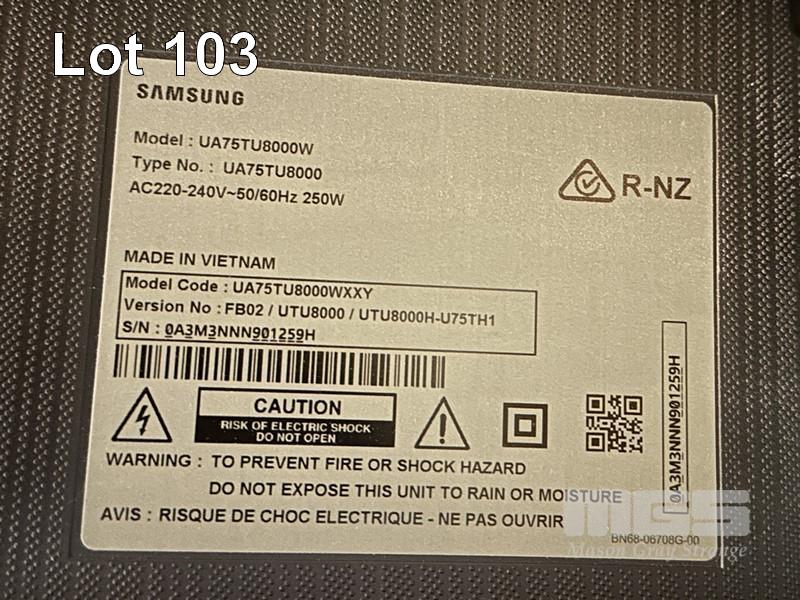 Lot 103
SAMSUNG
Model : UA75TU8000W
Type No. : UA75TU8000
AC220-240V~50/60Hz 250W
R-NZ
MADE IN VIETNAM
Model Code : UA75TU8000WXXY
Version No : FB02 / UTU8000 / UTU8000H-U75TH1
S/N : 0A3M3NNN901259H
0A3M3NNN901259H
CAUTION
RISK OF ELECTRIC SHOCK
DO NOT OPEN
WARNING : TO PREVENT FIRE OR SHOCK HAZARD
DO NOT EXPOSE THIS UNIT TO RAIN OR MOISTURE
AVIS : RISQUE DE CHOC ELECTRIQUE - NE PAS OUVRIR
BN68-06708G-00
MGS
Mason Gray Strange